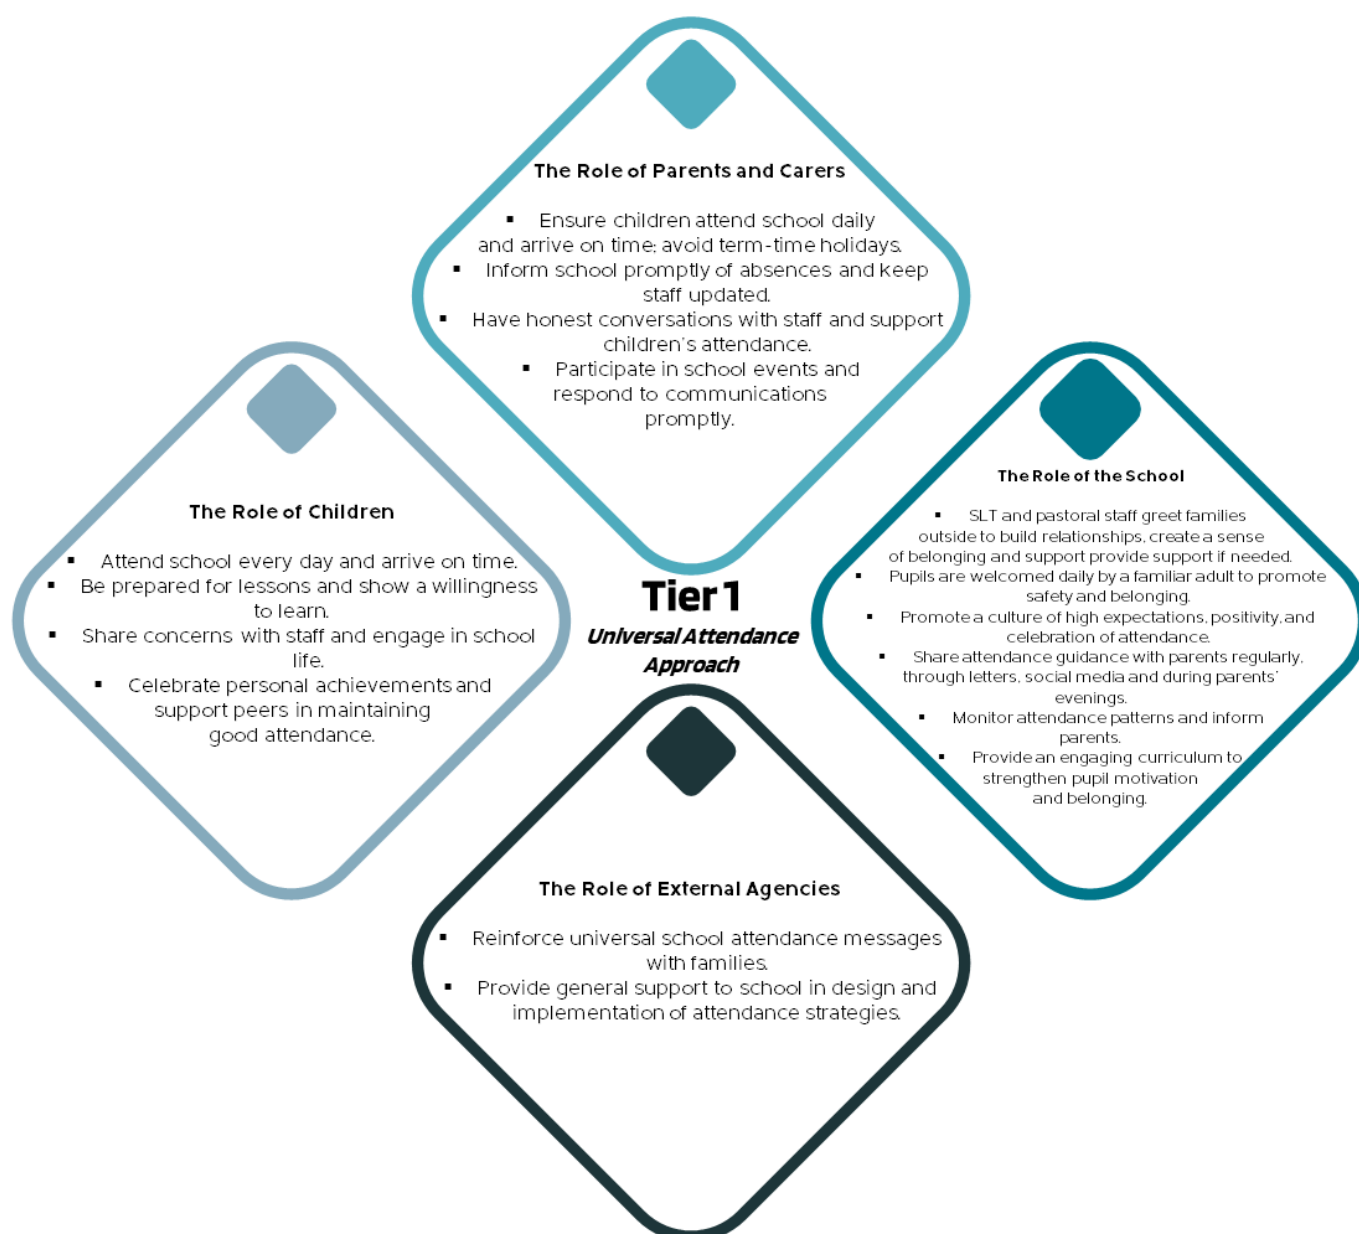 The Role of Parents and Carers
▪ Ensure children attend school daily
and arrive on time; avoid term-time holidays.
▪ Inform school promptly of absences and keep
staff updated.
▪ Have honest conversations with staff and support
children's attendance.
▪ Participate in school events and
respond to communications
promptly.
The Role of Children
▪ Attend school every day and arrive on time.
▪ Be prepared for lessons and show a willingness
to learn.
▪ Share concerns with staff and engage in school
life.
▪ Celebrate personal achievements and
support peers in maintaining
good attendance.
Tier 1
Universal Attendance
Approach
The Role of the School
▪ SLT and pastoral staff greet families
outside to build relationships, create a sense
of belonging and support provide support if needed.
▪ Pupils are welcomed daily by a familiar adult to promote
safety and belonging.
▪ Promote a culture of high expectations, positivity, and
celebration of attendance.
▪ Share attendance guidance with parents regularly,
through letters, social media and during parents'
evenings.
▪ Monitor attendance patterns and inform
parents.
▪ Provide an engaging curriculum to
strengthen pupil motivation
and belonging.
The Role of External Agencies
▪ Reinforce universal school attendance messages
with families.
▪ Provide general support to school in design and
implementation of attendance strategies.